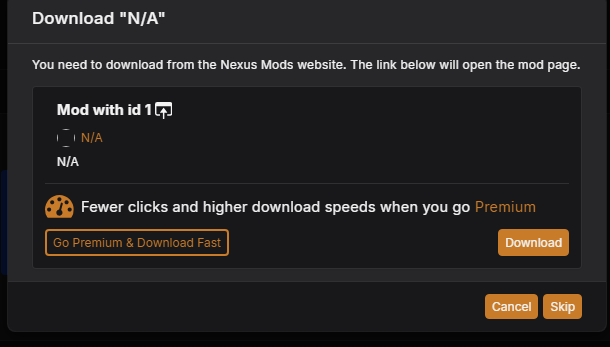 Download "N/A"
You need to download from the Nexus Mods website. The link below will open the mod page.
Mod with id 1
N/A
N/A
Fewer clicks and higher download speeds when you go Premium
Go Premium & Download Fast
Download
Cancel
Skip